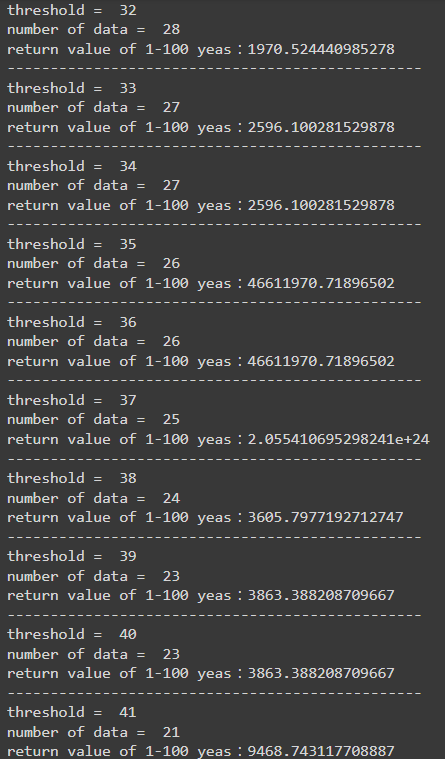 threshold =  32
number of data =  28
return value of 1-100 yeas：1970.524440985278
------------------------------------------------
threshold =  33
number of data =  27
return value of 1-100 yeas：2596.100281529878
------------------------------------------------
threshold =  34
number of data =  27
return value of 1-100 yeas：2596.100281529878
------------------------------------------------
threshold =  35
number of data =  26
return value of 1-100 yeas：46611970.71896502
------------------------------------------------
threshold =  36
number of data =  26
return value of 1-100 yeas：46611970.71896502
------------------------------------------------
threshold =  37
number of data =  25
return value of 1-100 yeas：2.055410695298241e+24
------------------------------------------------
threshold =  38
number of data =  24
return value of 1-100 yeas：3605.7977192712747
------------------------------------------------
threshold =  39
number of data =  23
return value of 1-100 yeas：3863.388208709667
------------------------------------------------
threshold =  40
number of data =  23
return value of 1-100 yeas：3863.388208709667
------------------------------------------------
threshold =  41
number of data =  21
return value of 1-100 yeas：9468.743117708887